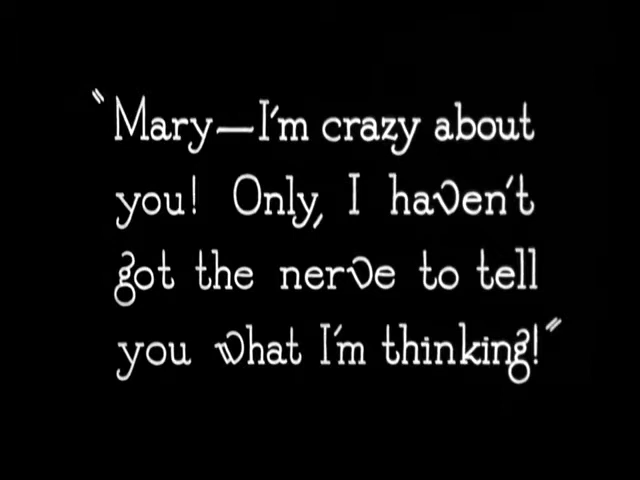 "Mary—I'm crazy about
you! Only, I haven't
got the nerve to tell
you what I'm thinking!"